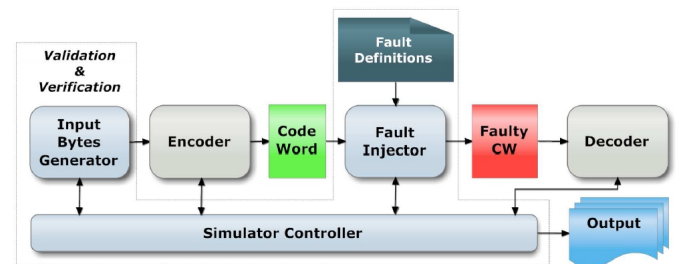 Validation
&
Verification
Fault
Definitions
Input
Bytes
Generator
Encoder
Code
Word
Fault
Injector
Faulty
CW
Decoder
Simulator Controller
Output